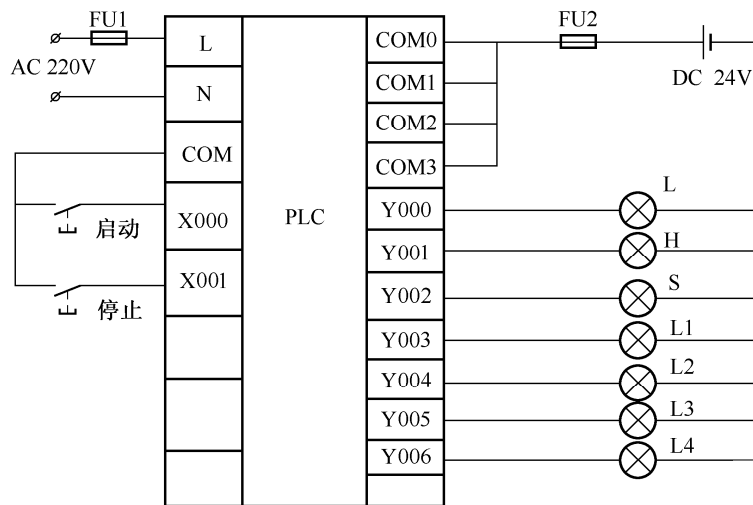 FU1
AC 220V
L
N
COM
X000
启动
X001
停止
PLC
COM0
COM1
COM2
COM3
Y000
Y001
Y002
Y003
Y004
Y005
Y006
FU2
DC 24V
L
H
S
L1
L2
L3
L4